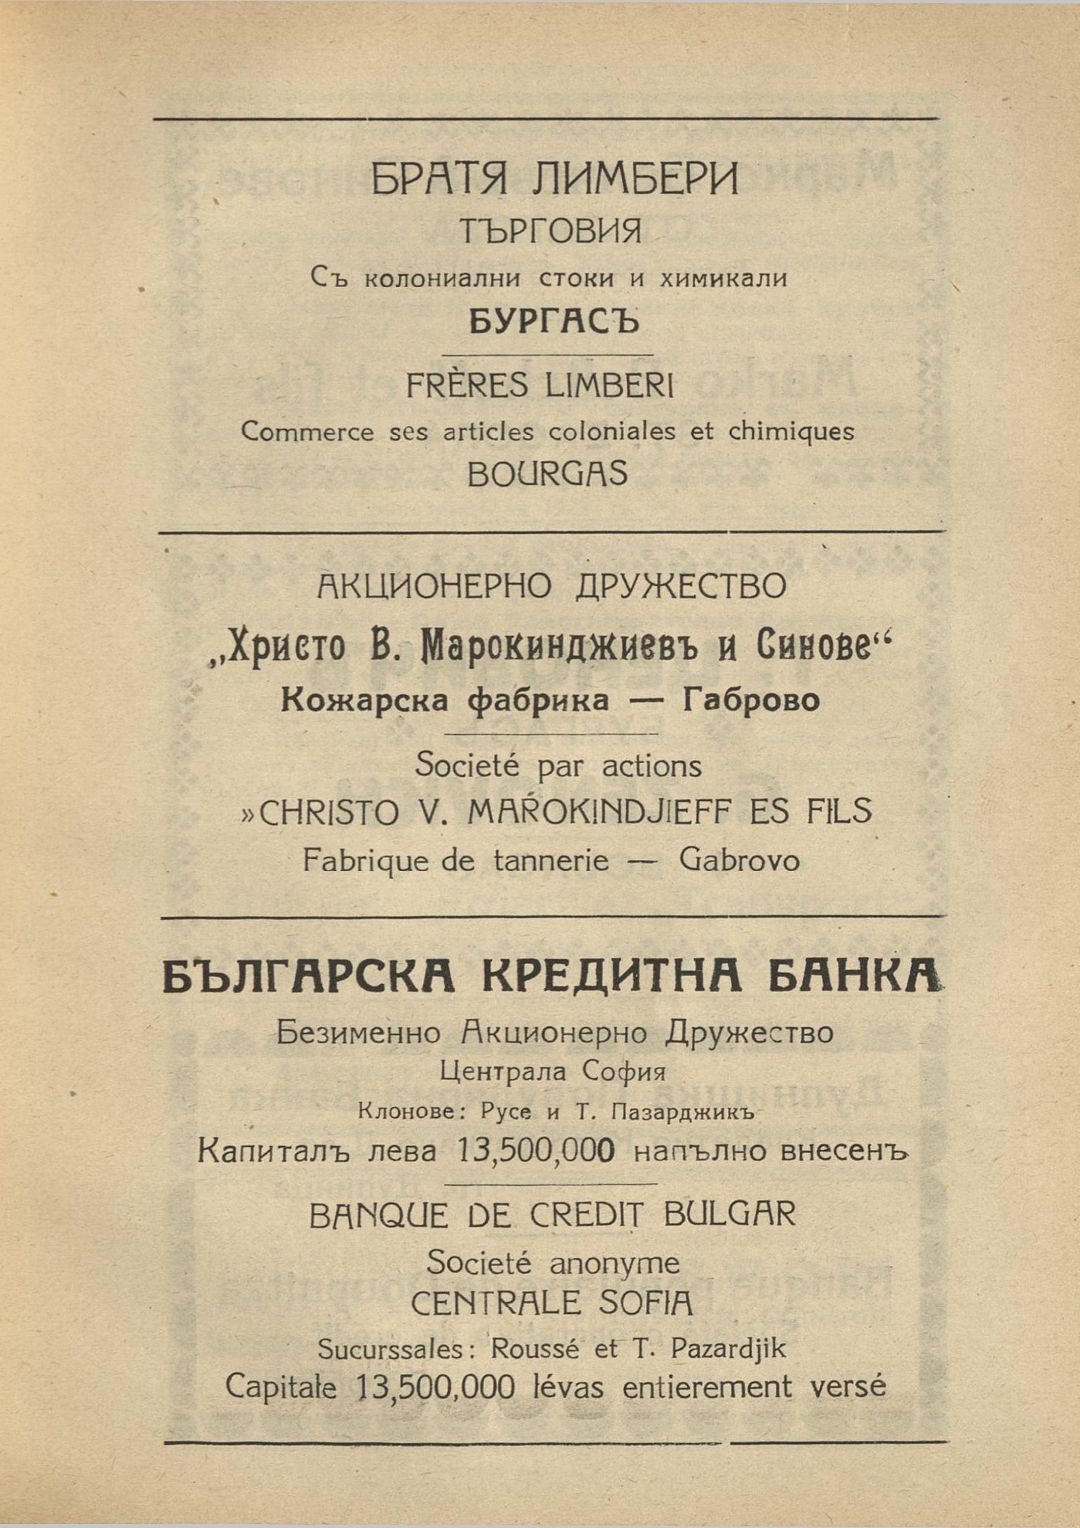 БРАТЯ ЛИМБЕРИ
ТЪРГОВИЯ
Съ колониални стоки и химикали
БУРГАСЪ
FRÈRES LIMBERI
Commerce ses articles coloniales et chimiques
BOURGAS
АКЦИОНЕРНО ДРУЖЕСТВО
„Христо В. Марокинджиевъ и Синове“
Кожарска фабрика — Габрово
Societé par actions
»CHRISTO V. MAROKINDJIEFF ES FILS
Fabrique de tannerie — Gabrovo
БЪЛГАРСКА КРЕДИТНА БАНКА
Безименно Акционерно Дружество
Централа София
Клонове: Русе и Т. Пазарджикъ
Капиталъ лева 13,500,000 напълно внесенъ
BANQUE DE CREDIT BULGAR
Societé anonyme
CENTRALE SOFIA
Sucurssales: Roussé et T. Pazardjik
Capitale 13,500,000 lévas entierement versé